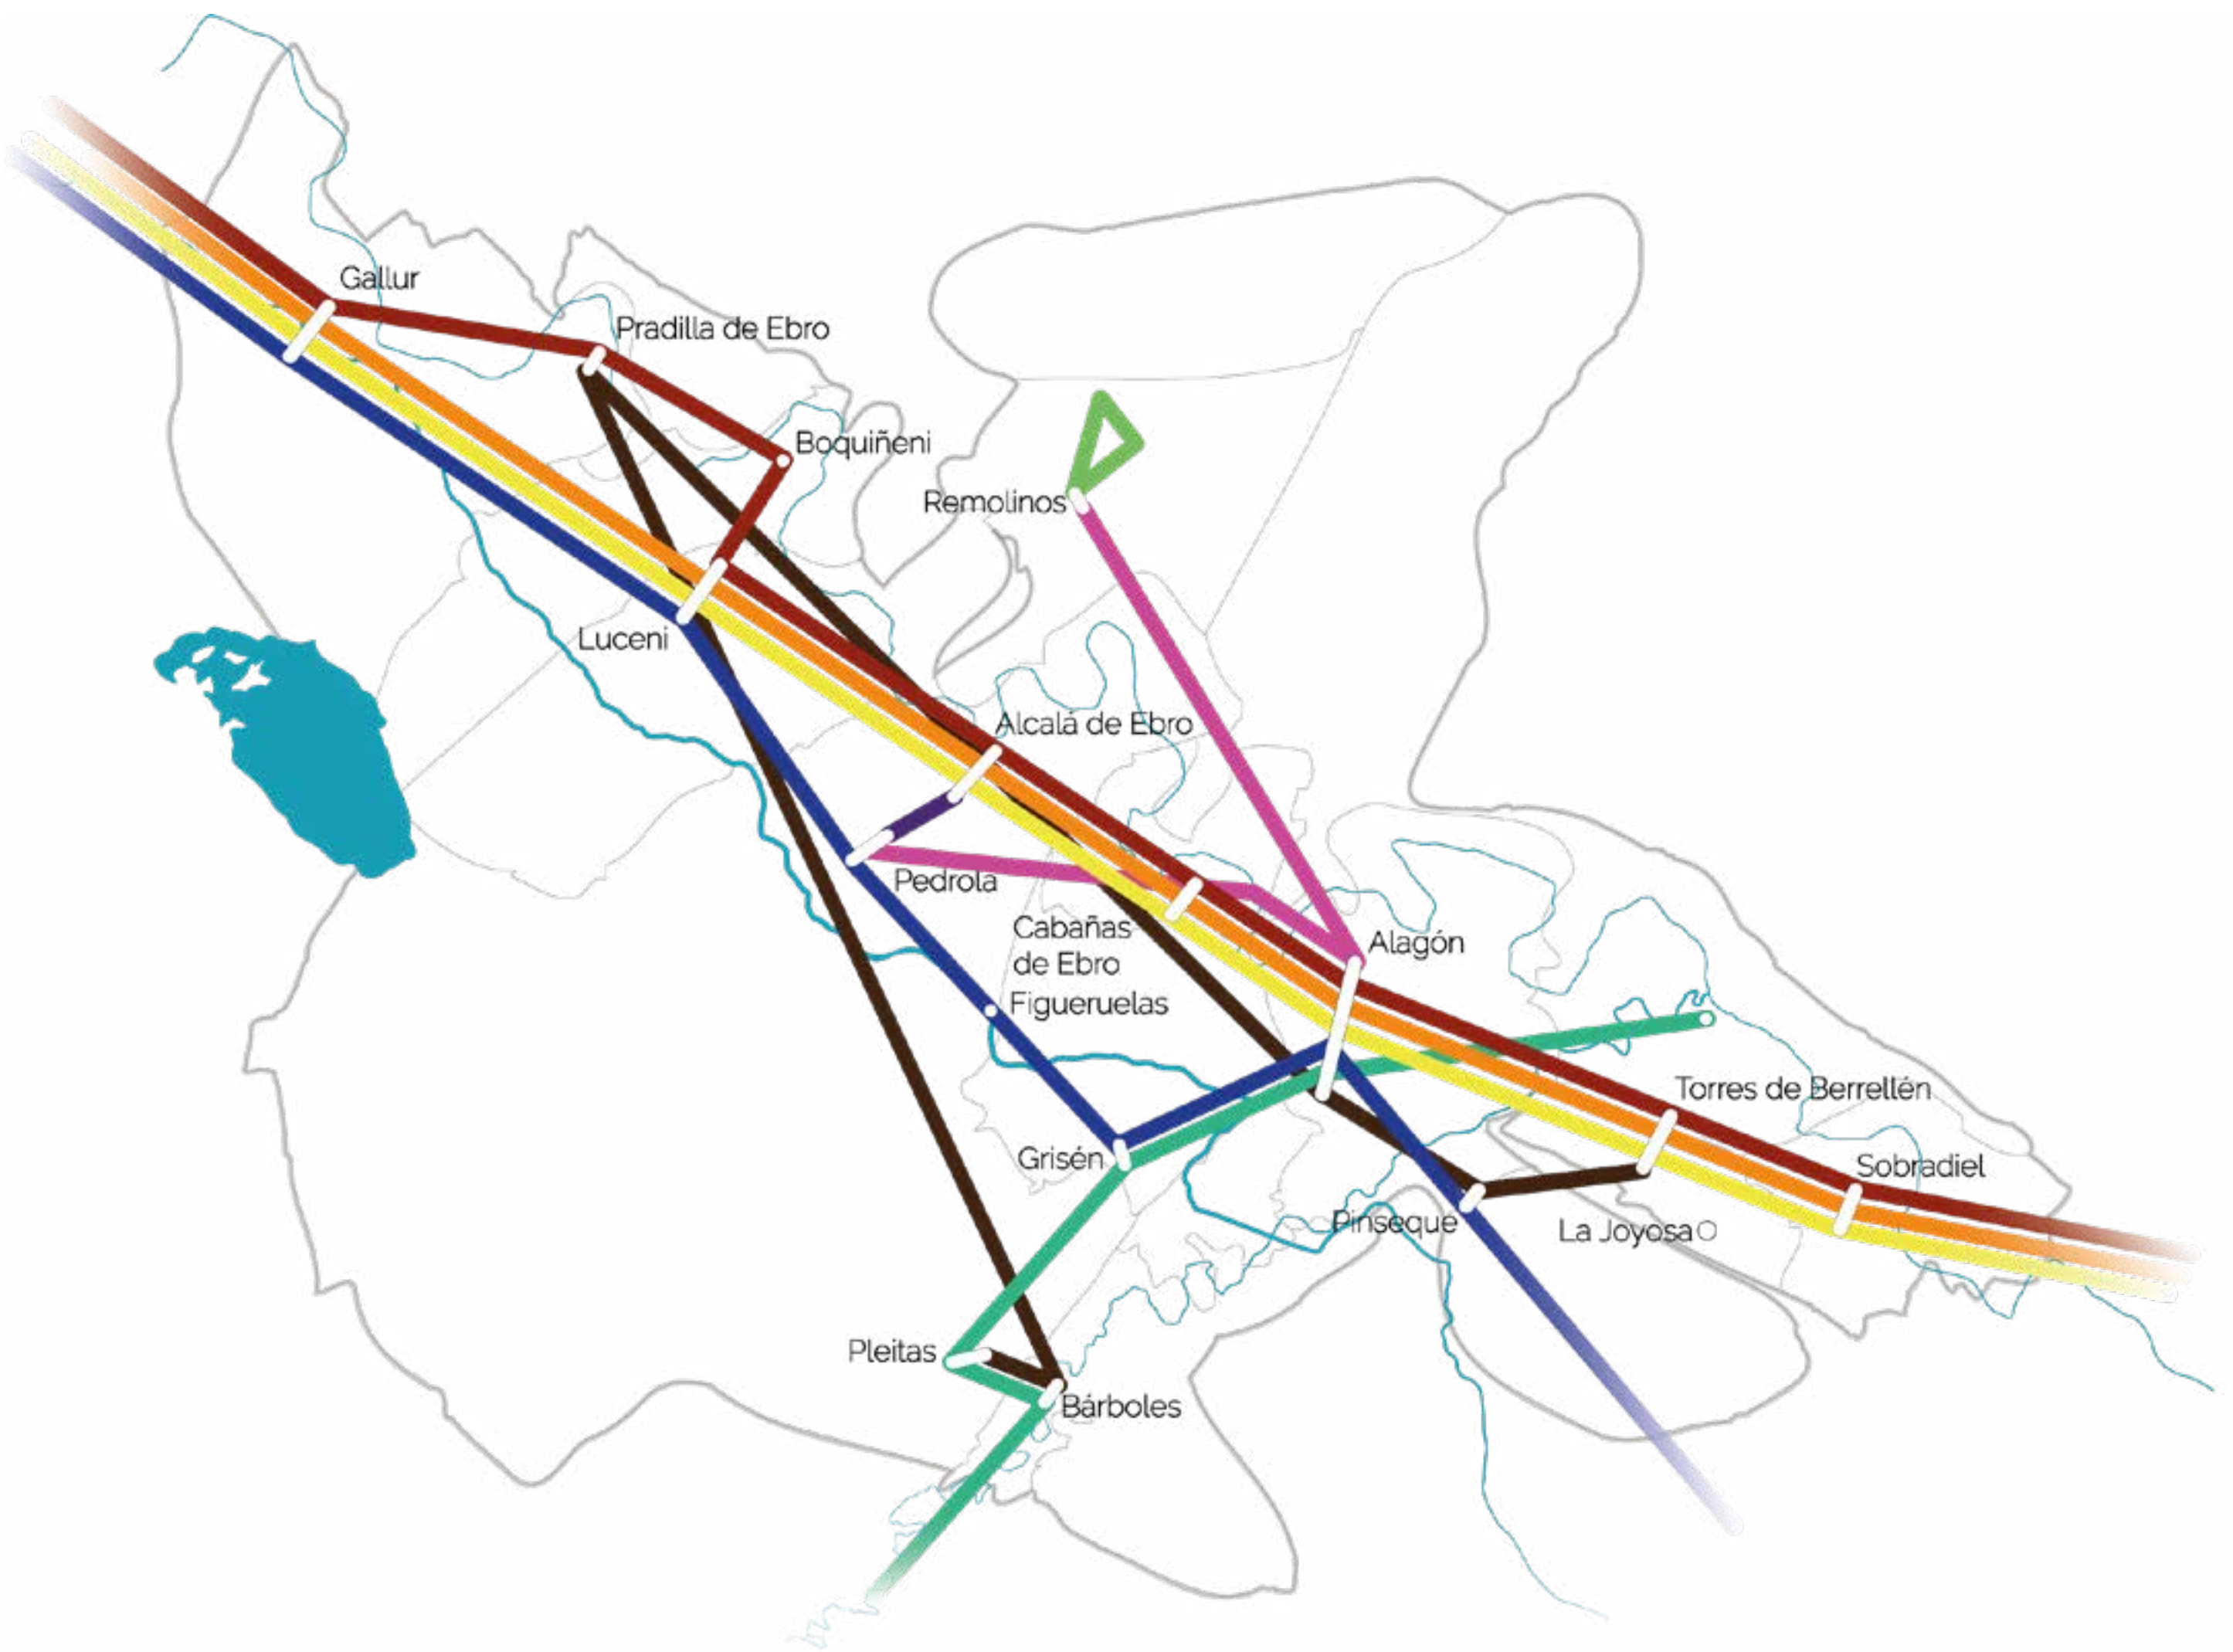 Gallur
Pradilla de Ebro
Boquiñeni
Remolinos
Luceni
Alcalá de Ebro
Pedrola
Cabañas
de Ebro
Alagón
Figueruelas
Torres de Berrellén
Grisén
Sobradiel
Pinseque
La Joyosa
Pleitas
Bárboles